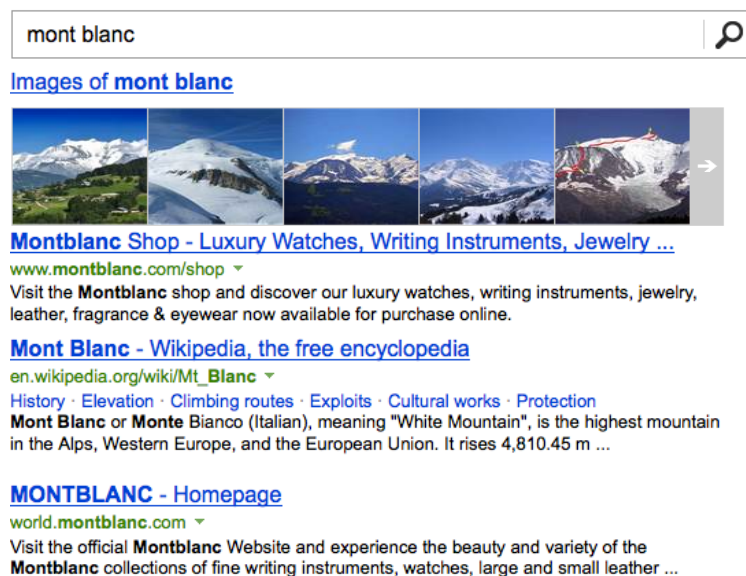 mont blanc
Images of mont blanc
Montblanc Shop - Luxury Watches, Writing Instruments, Jewelry ...
www.montblanc.com/shop
Visit the Montblanc shop and discover our luxury watches, writing instruments, jewelry,
leather, fragrance & eyewear now available for purchase online.
Mont Blanc - Wikipedia, the free encyclopedia
en.wikipedia.org/wiki/Mt_Blanc
History · Elevation · Climbing routes · Exploits · Cultural works · Protection
Mont Blanc or Monte Bianco (Italian), meaning "White Mountain", is the highest mountain
in the Alps, Western Europe, and the European Union. It rises 4,810.45 m ...
MONTBLANC - Homepage
world.montblanc.com
Visit the official Montblanc Website and experience the beauty and variety of the
Montblanc collections of fine writing instruments, watches, large and small leather ...